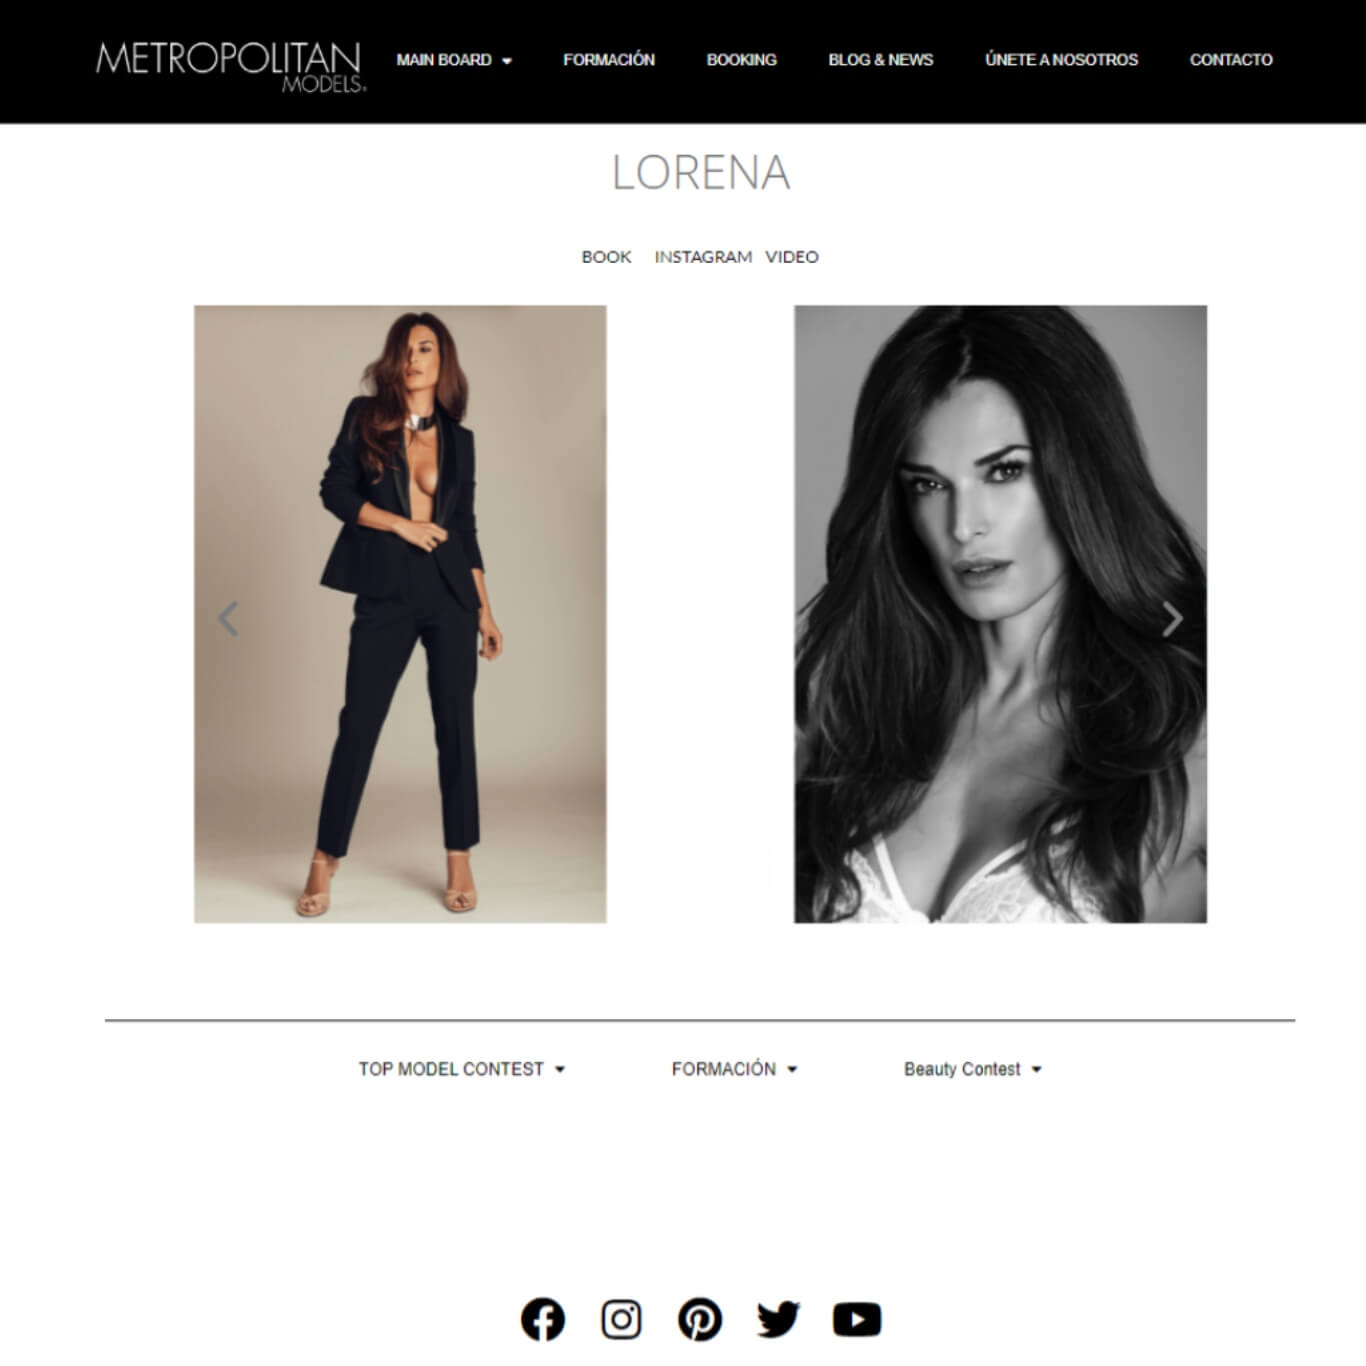 METROPOLITAN
MODELS®
MAIN BOARD
FORMACIÓN
BOOKING
BLOG & NEWS
ÚNETE A NOSOTROS
CONTACTO
LORENA
BOOK INSTAGRAM VIDEO
TOP MODEL CONTEST
FORMACIÓN
Beauty Contest